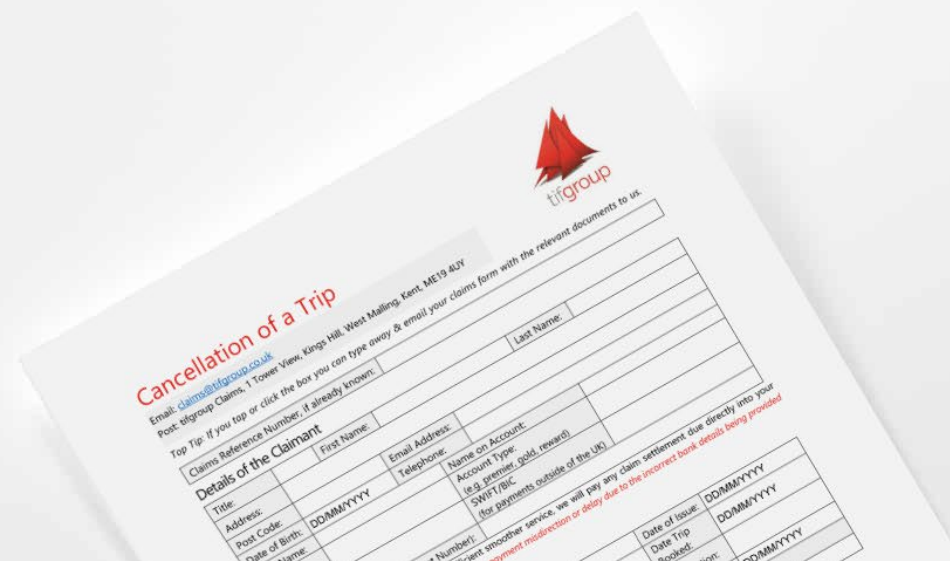 tifgroup
Cancellation of a Trip
Email: claims@tifgroup.co.uk
Post: tifgroup Claims, 1 Tower View, Kings Hill, West Malling, Kent, ME19 4UY
Top Tip: If you tap or click the box you can type away & email your claims form with the relevant documents to us.
Claims Reference Number, if already known:
Details of the Claimant
Title: First Name: Last Name:
Address:
Post Code: Email Address:
Date of Birth: DD/MM/YYYY Telephone:
Name: Name on Account:
Account Type:
(e.g. premier, gold, reward)
SWIFT/BIC
(for payments outside of the UK)
Number):
smoother service, we will pay any claim settlement due directly into your
misdirection or delay due to the incorrect bank details being provided
Date of Issue: DD/MM/YYYY
Date Trip
Booked: DD/MM/YYYY
DD/MM/YYYY